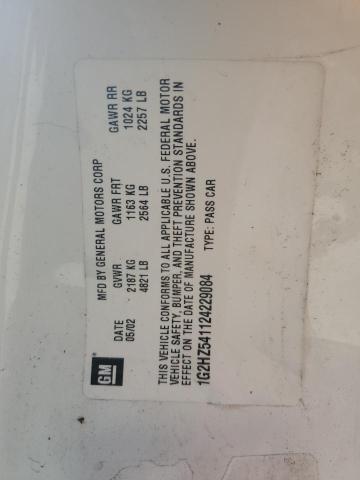 GM
MFD BY GENERAL MOTORS CORP
DATE GVWR GAWR FRT GAWR RR
05/02 2187 KG 1163 KG 1024 KG
4821 LB 2564 LB 2257 LB
THIS VEHICLE CONFORMS TO ALL APPLICABLE U.S. FEDERAL MOTOR
VEHICLE SAFETY, BUMPER, AND THEFT PREVENTION STANDARDS IN
EFFECT ON THE DATE OF MANUFACTURE SHOWN ABOVE.
1G2HZ541124229084 TYPE: PASS CAR